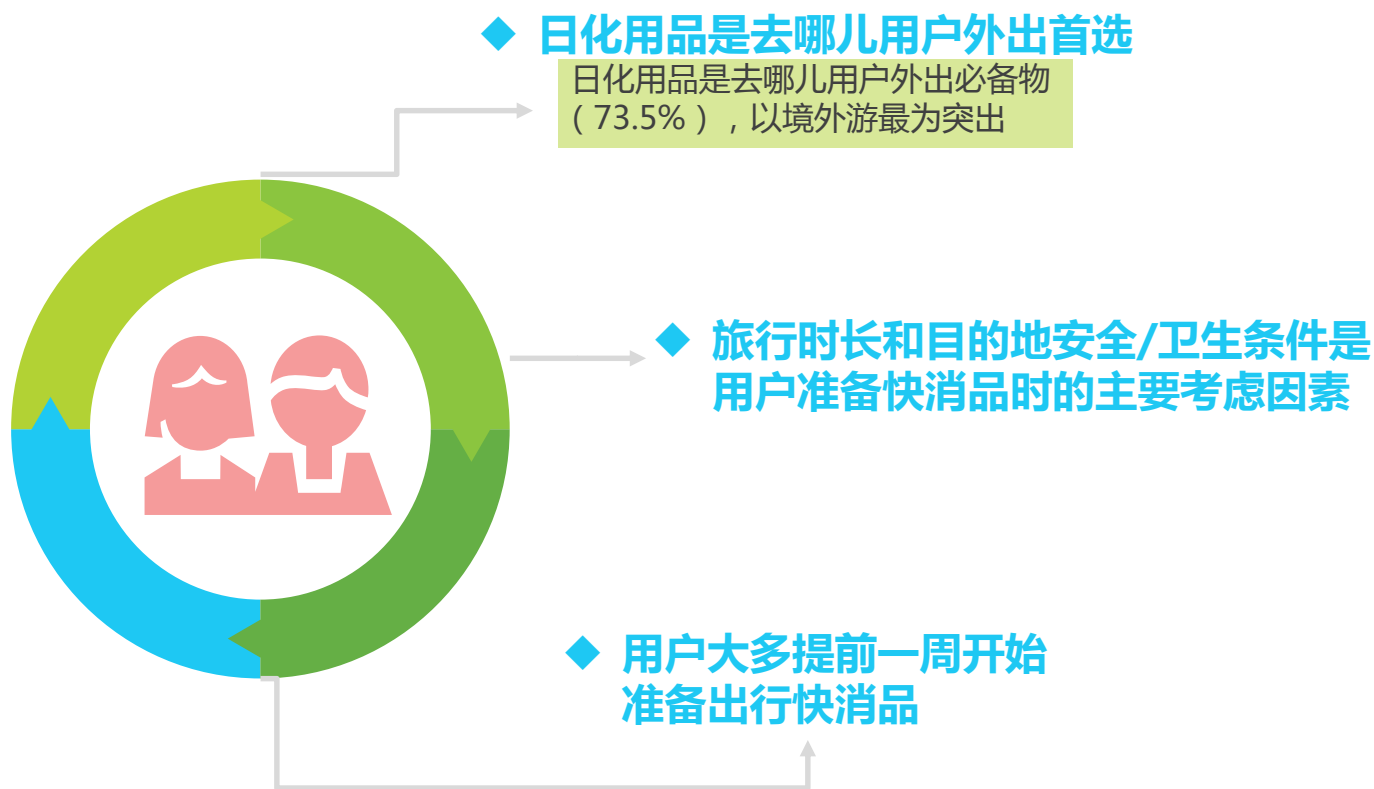 日化用品是去哪儿用户外出首选
日化用品是去哪儿用户外出必备物
（73.5%），以境外游最为突出
旅行时长和目的地安全/卫生条件是
用户准备快消品时的主要考虑因素
用户大多提前一周开始
准备出行快消品